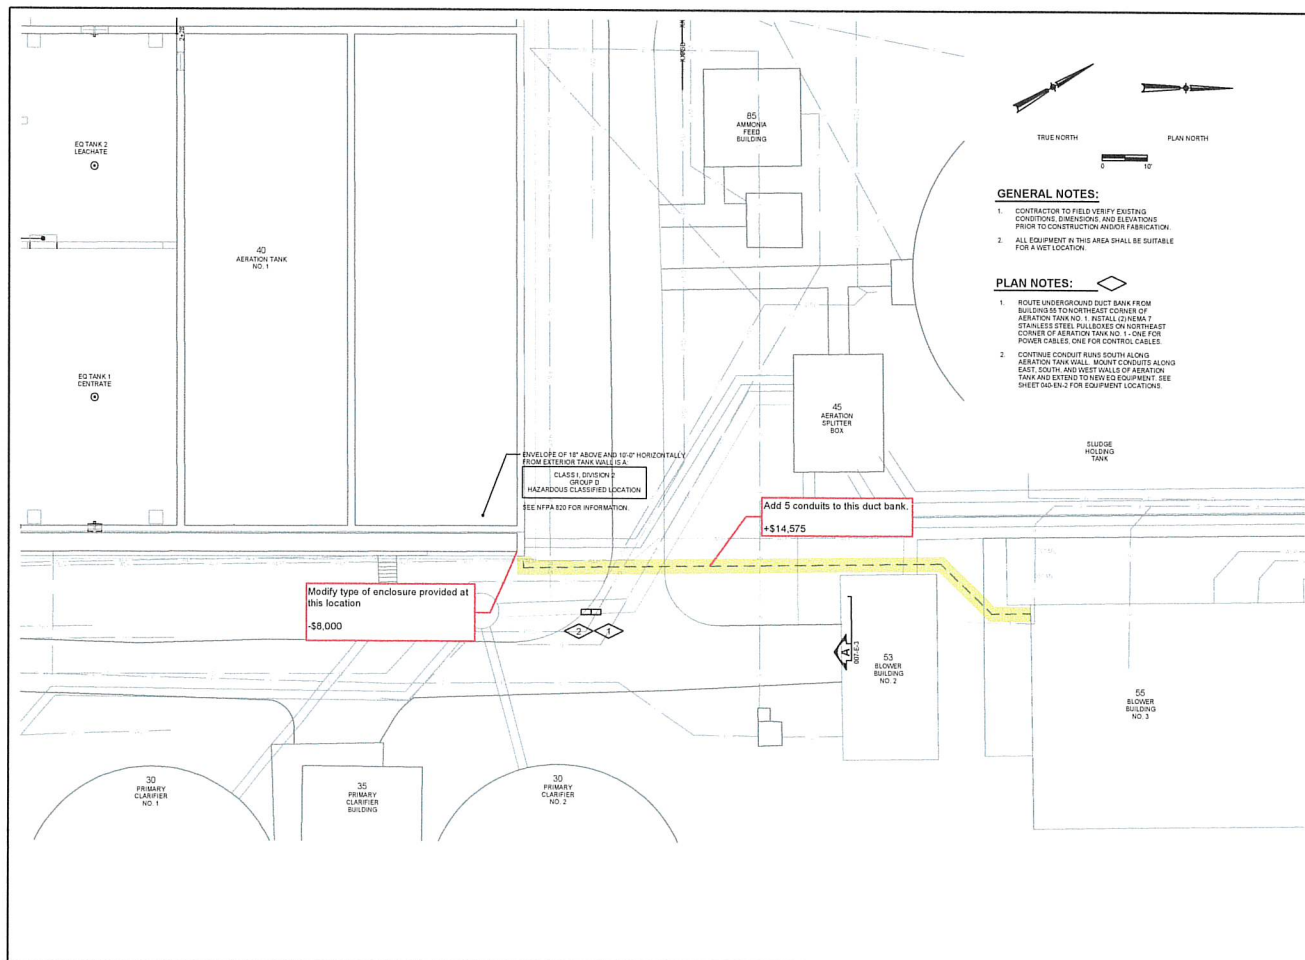 EQ TANK 2
LEACHATE
40
AERATION TANK
NO. 1
EQ TANK 1
CENTRATE
85
AMMONIA
FEED
BUILDING
TRUE NORTH
PLAN NORTH
0 10'
GENERAL NOTES:
1. CONTRACTOR TO FIELD VERIFY EXISTING
CONDITIONS, DIMENSIONS, AND ELEVATIONS
PRIOR TO CONSTRUCTION AND/OR FABRICATION.
2. ALL EQUIPMENT IN THIS AREA SHALL BE SUITABLE
FOR A WET LOCATION.
PLAN NOTES:
1. ROUTE UNDERGROUND DUCT BANK FROM
BUILDING 55 TO NORTHEAST CORNER OF
AERATION TANK NO. 1. INSTALL (2) NEMA 7
STAINLESS STEEL PULLBOXES ON NORTHEAST
CORNER OF AERATION TANK NO. 1 - ONE FOR
POWER CABLES, ONE FOR CONTROL CABLES.
2. CONTINUE CONDUIT RUNS SOUTH ALONG
AERATION TANK WALL. MOUNT CONDUITS ALONG
EAST, SOUTH, AND WEST WALLS OF AERATION
TANK AND EXTEND TO NEW EQ EQUIPMENT. SEE
SHEET 040-EN-2 FOR EQUIPMENT LOCATIONS.
45
AERATION
SPLITTER
BOX
SLUDGE
HOLDING
TANK
ENVELOPE OF 18" ABOVE AND 10'-0" HORIZONTALLY
FROM EXTERIOR TANK WALL IS A:
CLASS I, DIVISION 2
GROUP D
HAZARDOUS CLASSIFIED LOCATION
SEE NFPA 820 FOR INFORMATION.
Add 5 conduits to this duct bank.
+$14,575
Modify type of enclosure provided at
this location
-$8,000
2 1
A
007-E-3
53
BLOWER
BUILDING
NO. 2
55
BLOWER
BUILDING
NO. 3
30
PRIMARY
CLARIFIER
NO. 1
35
PRIMARY
CLARIFIER
BUILDING
30
PRIMARY
CLARIFIER
NO. 2